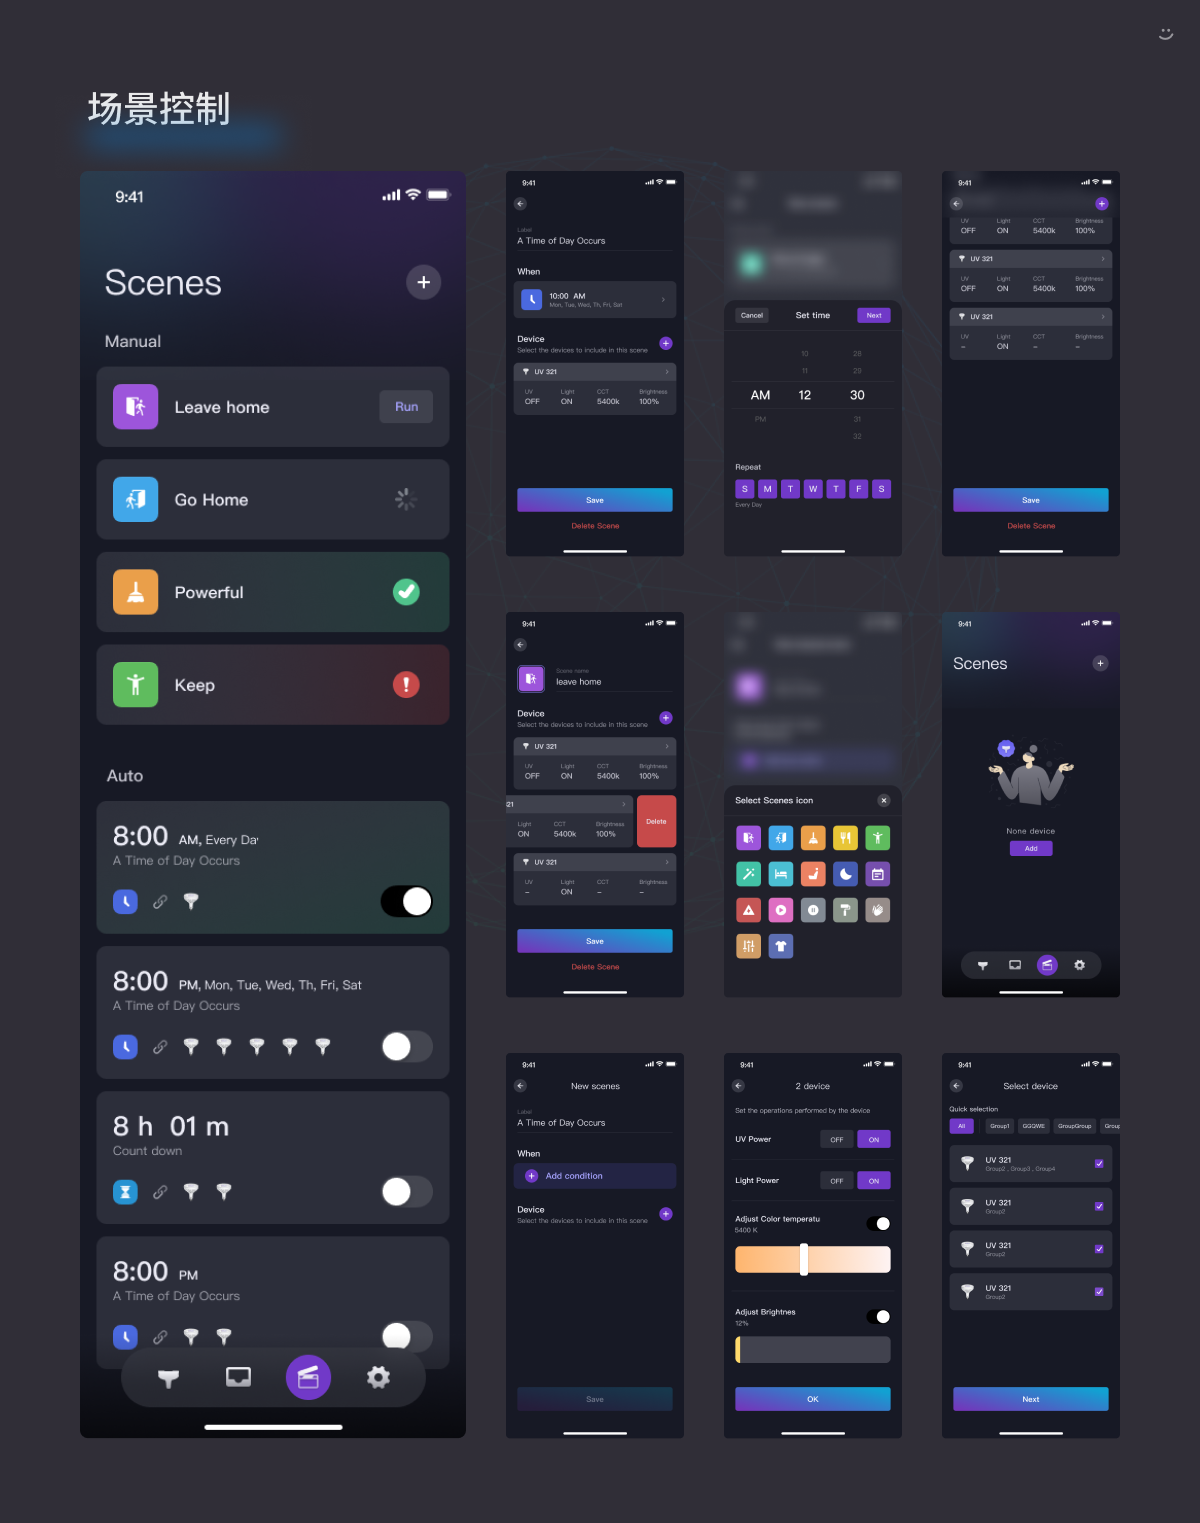 场景控制
9:41
Scenes
Manual
Leave home
Run
Go Home
Powerful
Keep
Auto
8:00 AM, Every Day
A Time of Day Occurs
8:00 PM, Mon, Tue, Wed, Th, Fri, Sat
A Time of Day Occurs
8 h 01 m
Count down
8:00 PM
A Time of Day Occurs
9:41
Label
A Time of Day Occurs
When
10:00 AM
Mon, Tue, Wed, Th, Fri, Sat
Device
Select the devices to include in this scene
UV 321
UV Light CCT Brightness
OFF ON 5400k 100%
Save
Delete Scene
Cancel Set time Next
10 28
11 29
AM 12 30
PM 31
32
Repeat
S M T W T F S
Every Day
9:41
UV Light CCT Brightness
OFF ON 5400k 100%
UV 321
UV Light CCT Brightness
OFF ON 5400k 100%
UV 321
UV Light CCT Brightness
– ON – –
Save
Delete Scene
9:41
Scene name
leave home
Device
Select the devices to include in this scene
UV 321
UV Light CCT Brightness
OFF ON 5400k 100%
321
Light CCT Brightness
ON 5400k 100%
Delete
UV 321
UV Light CCT Brightness
– ON – –
Save
Delete Scene
Select Scenes icon
9:41
Scenes
None device
Add
9:41
New scenes
Label
A Time of Day Occurs
When
Add condition
Device
Select the devices to include in this scene
Save
9:41
2 device
Set the operations performed by the device
UV Power OFF ON
Light Power OFF ON
Adjust Color temperatu
5400 K
Adjust Brightnes
12%
OK
9:41
Select device
Quick selection
All Group1 GGQWE GroupGroup Group
UV 321
Group2 , Group3 , Group4
UV 321
Group2
UV 321
Group2
UV 321
Group2
Next